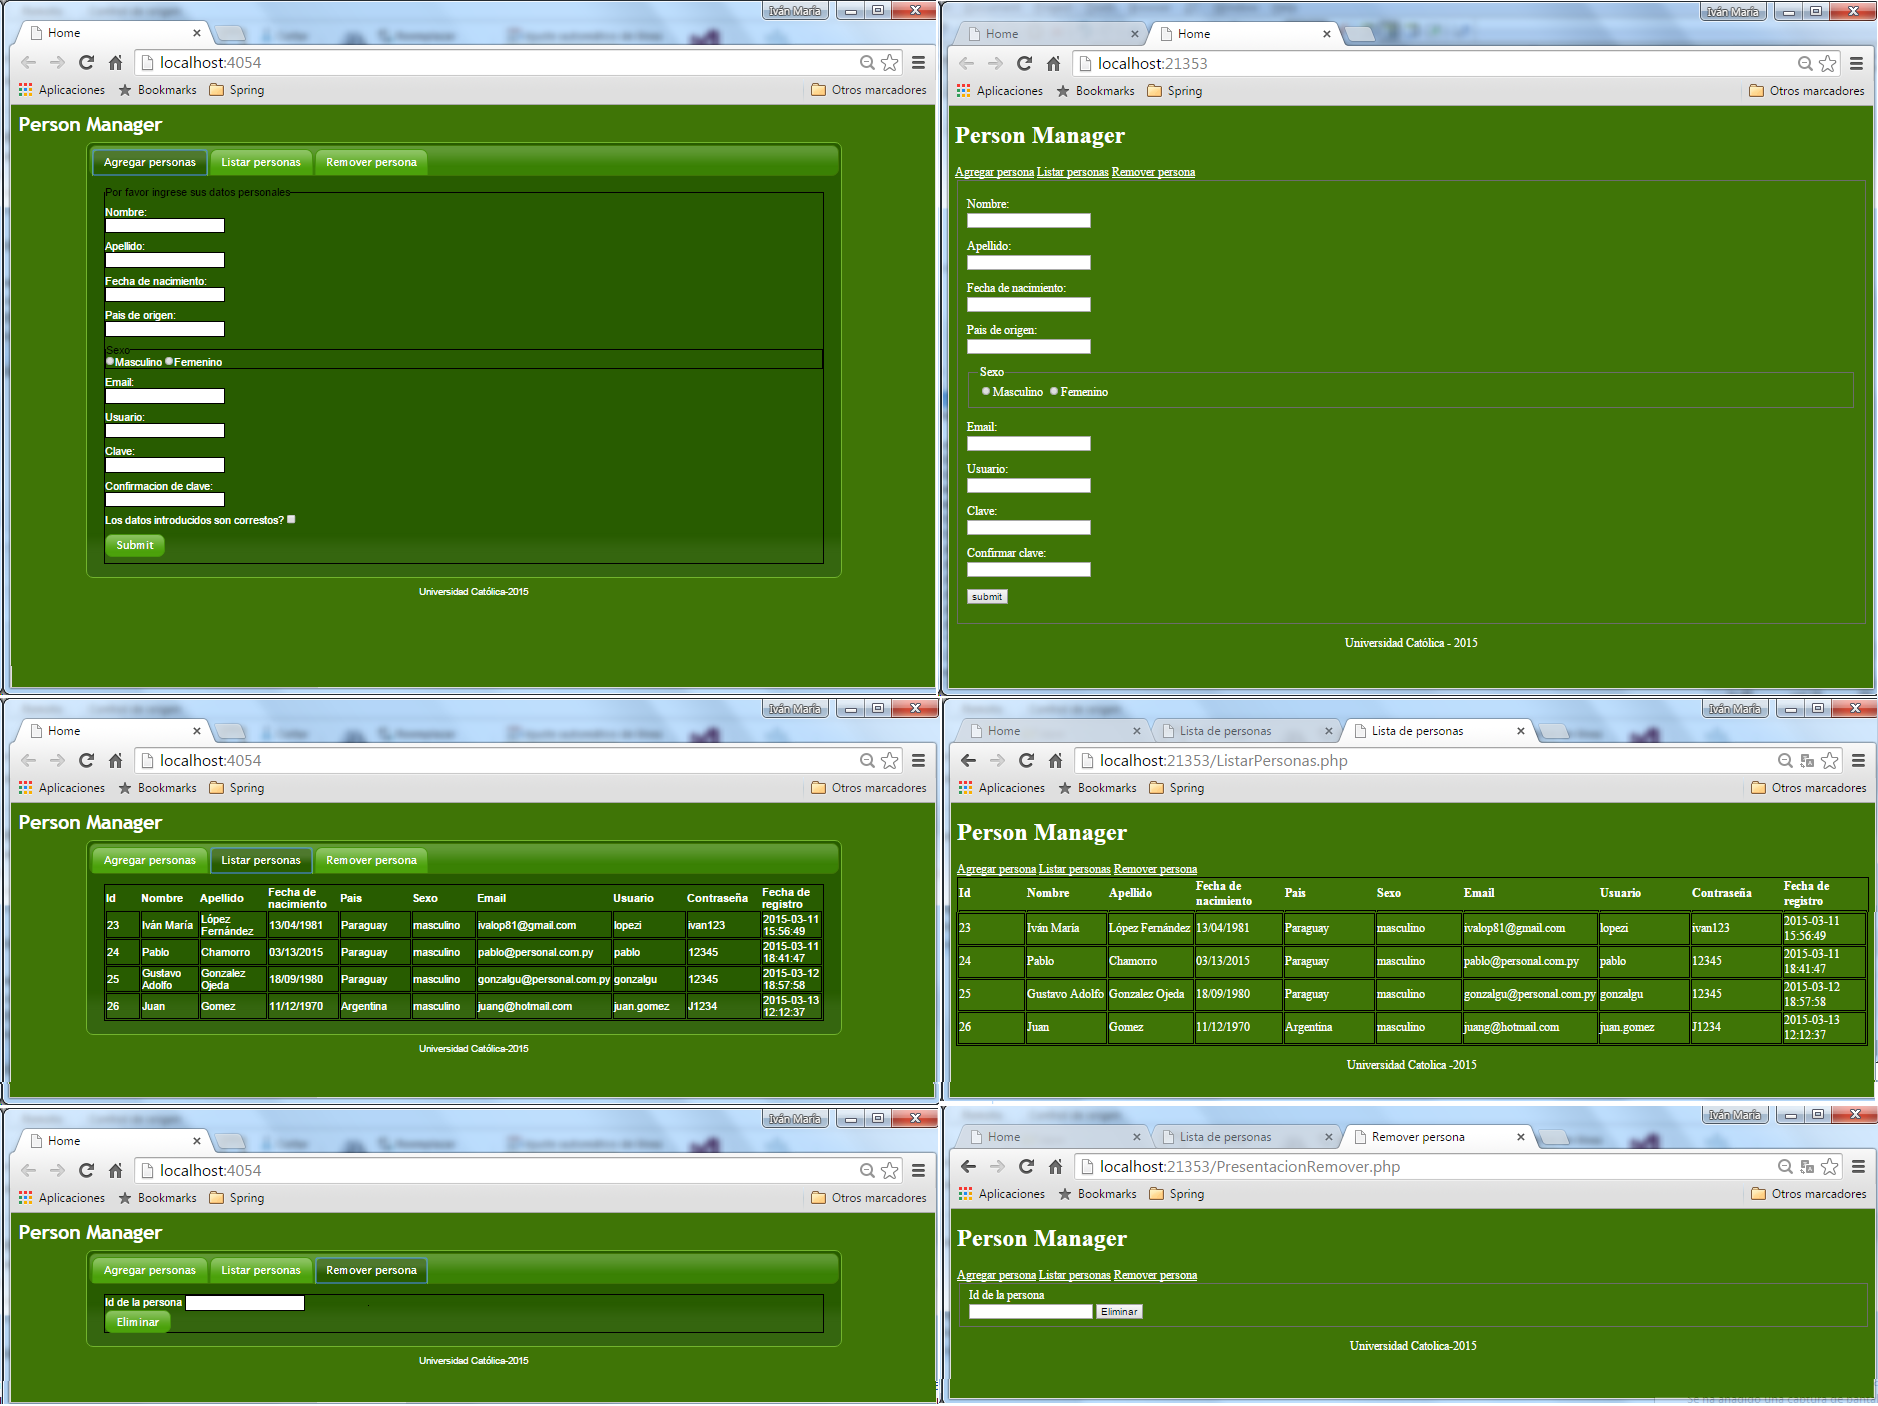 Iván María
Home
localhost:4054
Aplicaciones Bookmarks Spring Otros marcadores
Person Manager
Agregar personas Listar personas Remover persona
Por favor ingrese sus datos personales
Nombre:
Apellido:
Fecha de nacimiento:
Pais de origen:
Sexo
Masculino Femenino
Email:
Usuario:
Clave:
Confirmacion de clave:
Los datos introducidos son correstos?
Submit
Universidad Católica-2015
Iván María
Home Home
localhost:21353
Aplicaciones Bookmarks Spring Otros marcadores
Person Manager
Agregar persona Listar personas Remover persona
Nombre:
Apellido:
Fecha de nacimiento:
Pais de origen:
Sexo
Masculino Femenino
Email:
Usuario:
Clave:
Confirmar clave:
submit
Universidad Católica - 2015
Iván María
Home
localhost:4054
Aplicaciones Bookmarks Spring Otros marcadores
Person Manager
Agregar personas Listar personas Remover persona
Id Nombre Apellido Fecha de nacimiento Pais Sexo Email Usuario Contraseña Fecha de registro
23 Iván María López Fernández 13/04/1981 Paraguay masculino ivalop81@gmail.com lopezi ivan123 2015-03-11 15:56:49
24 Pablo Chamorro 03/13/2015 Paraguay masculino pablo@personal.com.py pablo 12345 2015-03-11 18:41:47
25 Gustavo Adolfo Gonzalez Ojeda 18/09/1980 Paraguay masculino gonzalgu@personal.com.py gonzalgu 12345 2015-03-12 18:57:58
26 Juan Gomez 11/12/1970 Argentina masculino juang@hotmail.com juan.gomez J1234 2015-03-13 12:12:37
Universidad Católica-2015
Iván María
Home Lista de personas Lista de personas
localhost:21353/ListarPersonas.php
Aplicaciones Bookmarks Spring Otros marcadores
Person Manager
Agregar persona Listar personas Remover persona
Id Nombre Apellido Fecha de nacimiento Pais Sexo Email Usuario Contraseña Fecha de registro
23 Iván María López Fernández 13/04/1981 Paraguay masculino ivalop81@gmail.com lopezi ivan123 2015-03-11 15:56:49
24 Pablo Chamorro 03/13/2015 Paraguay masculino pablo@personal.com.py pablo 12345 2015-03-11 18:41:47
25 Gustavo Adolfo Gonzalez Ojeda 18/09/1980 Paraguay masculino gonzalgu@personal.com.py gonzalgu 12345 2015-03-12 18:57:58
26 Juan Gomez 11/12/1970 Argentina masculino juang@hotmail.com juan.gomez J1234 2015-03-13 12:12:37
Universidad Catolica -2015
Iván María
Home
localhost:4054
Aplicaciones Bookmarks Spring Otros marcadores
Person Manager
Agregar personas Listar personas Remover persona
Id de la persona
Eliminar
Universidad Católica-2015
Iván María
Home Lista de personas Remover persona
localhost:21353/PresentacionRemover.php
Aplicaciones Bookmarks Spring Otros marcadores
Person Manager
Agregar persona Listar personas Remover persona
Id de la persona
Eliminar
Universidad Catolica-2015